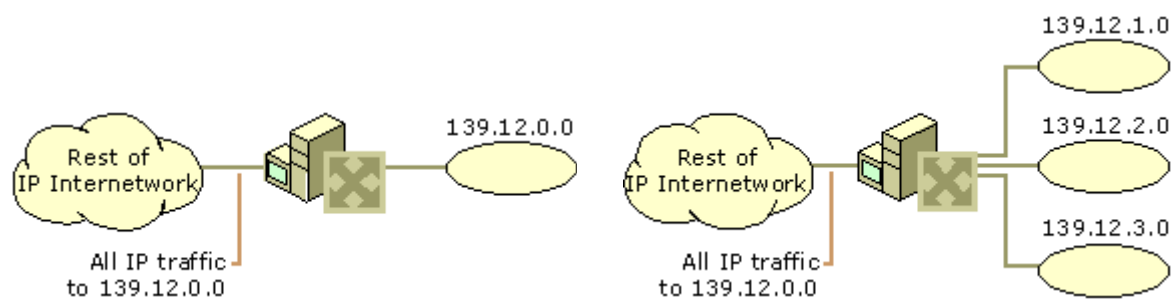 Rest of
IP Internetwork
139.12.0.0
All IP traffic
to 139.12.0.0
Rest of
IP Internetwork
139.12.1.0
139.12.2.0
139.12.3.0
All IP traffic
to 139.12.0.0